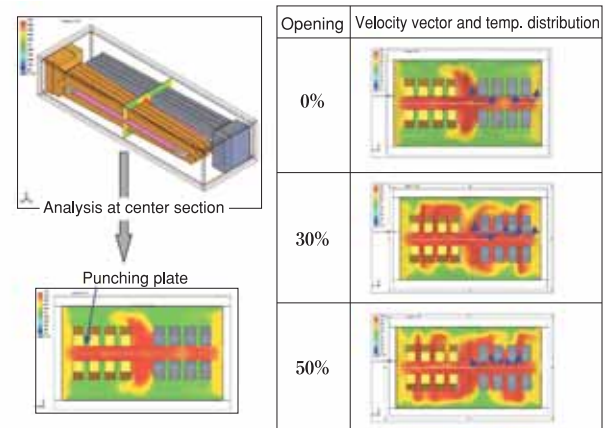 Analysis at center section
Punching plate
Opening
Velocity vector and temp. distribution
0%
30%
50%